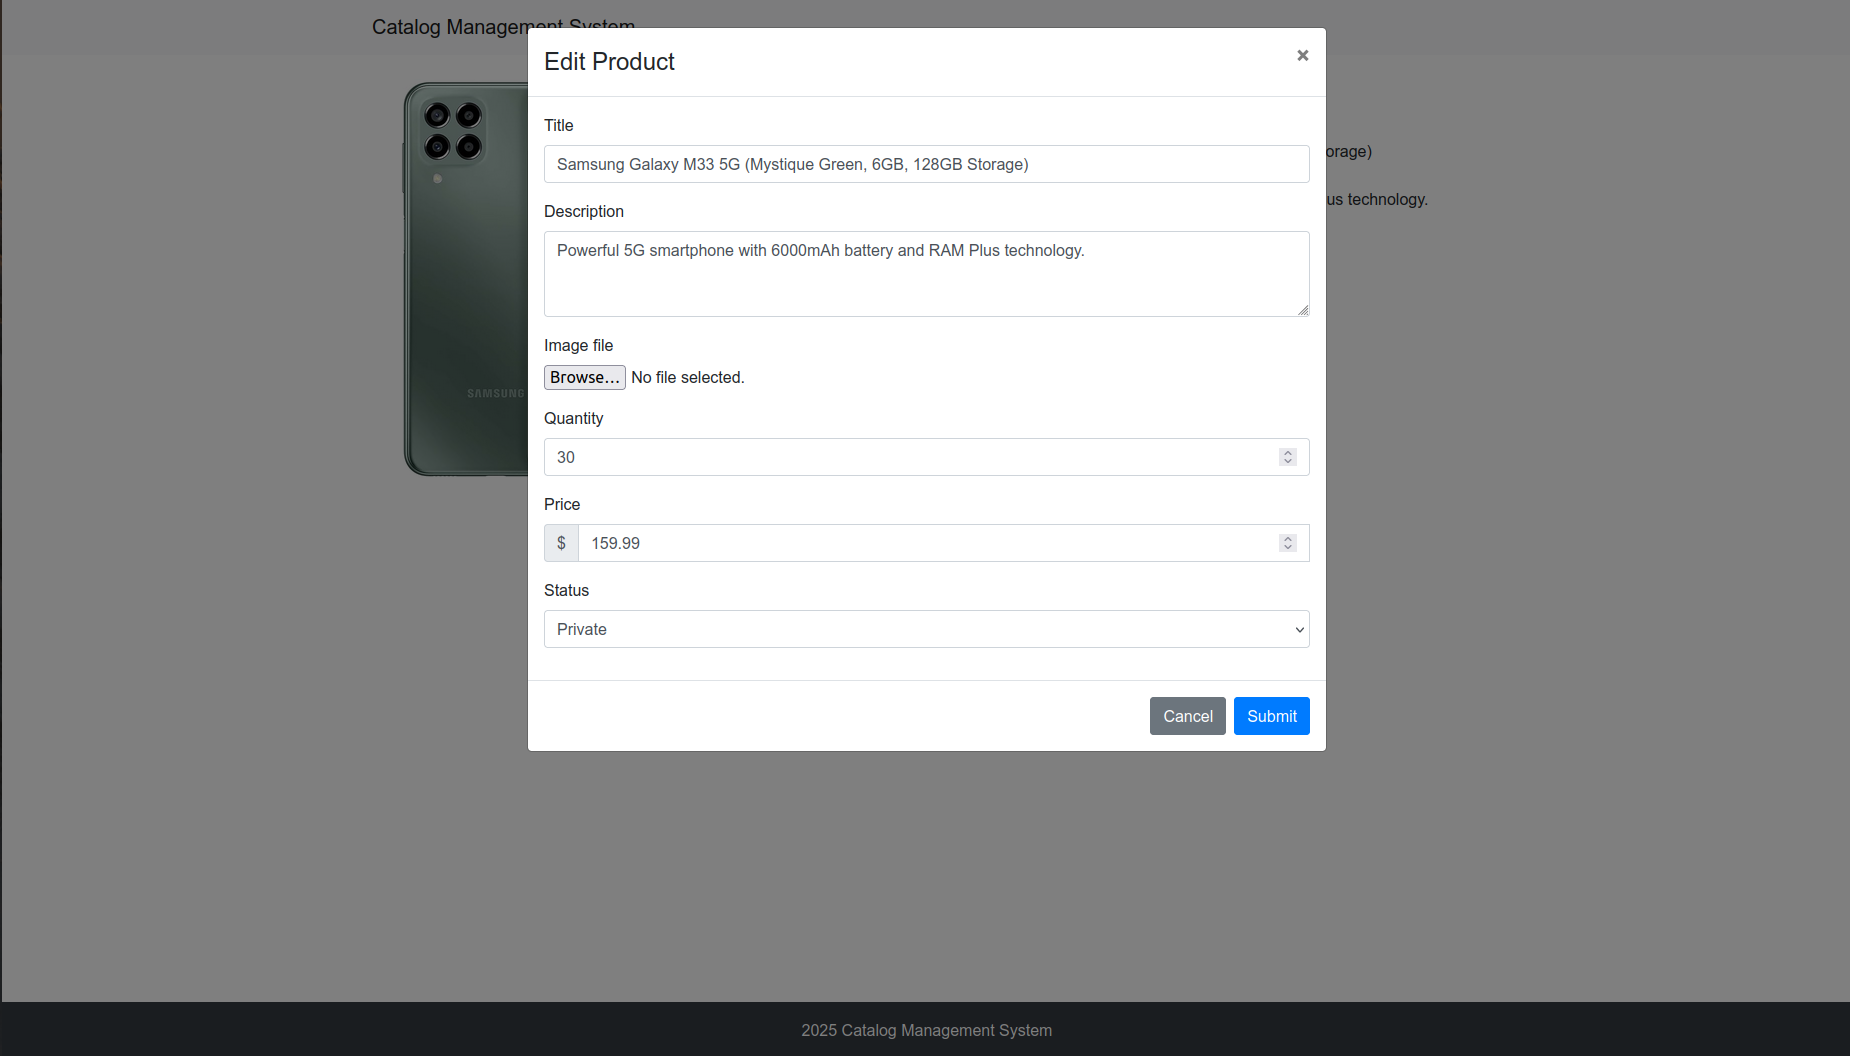 Catalog Management System
Edit Product
×
Title
Samsung Galaxy M33 5G (Mystique Green, 6GB, 128GB Storage)
orage)
Description
us technology.
Powerful 5G smartphone with 6000mAh battery and RAM Plus technology.
Image file
Browse... No file selected.
SAMSUNG
Quantity
30
Price
$ 159.99
Status
Private
Cancel Submit
2025 Catalog Management System